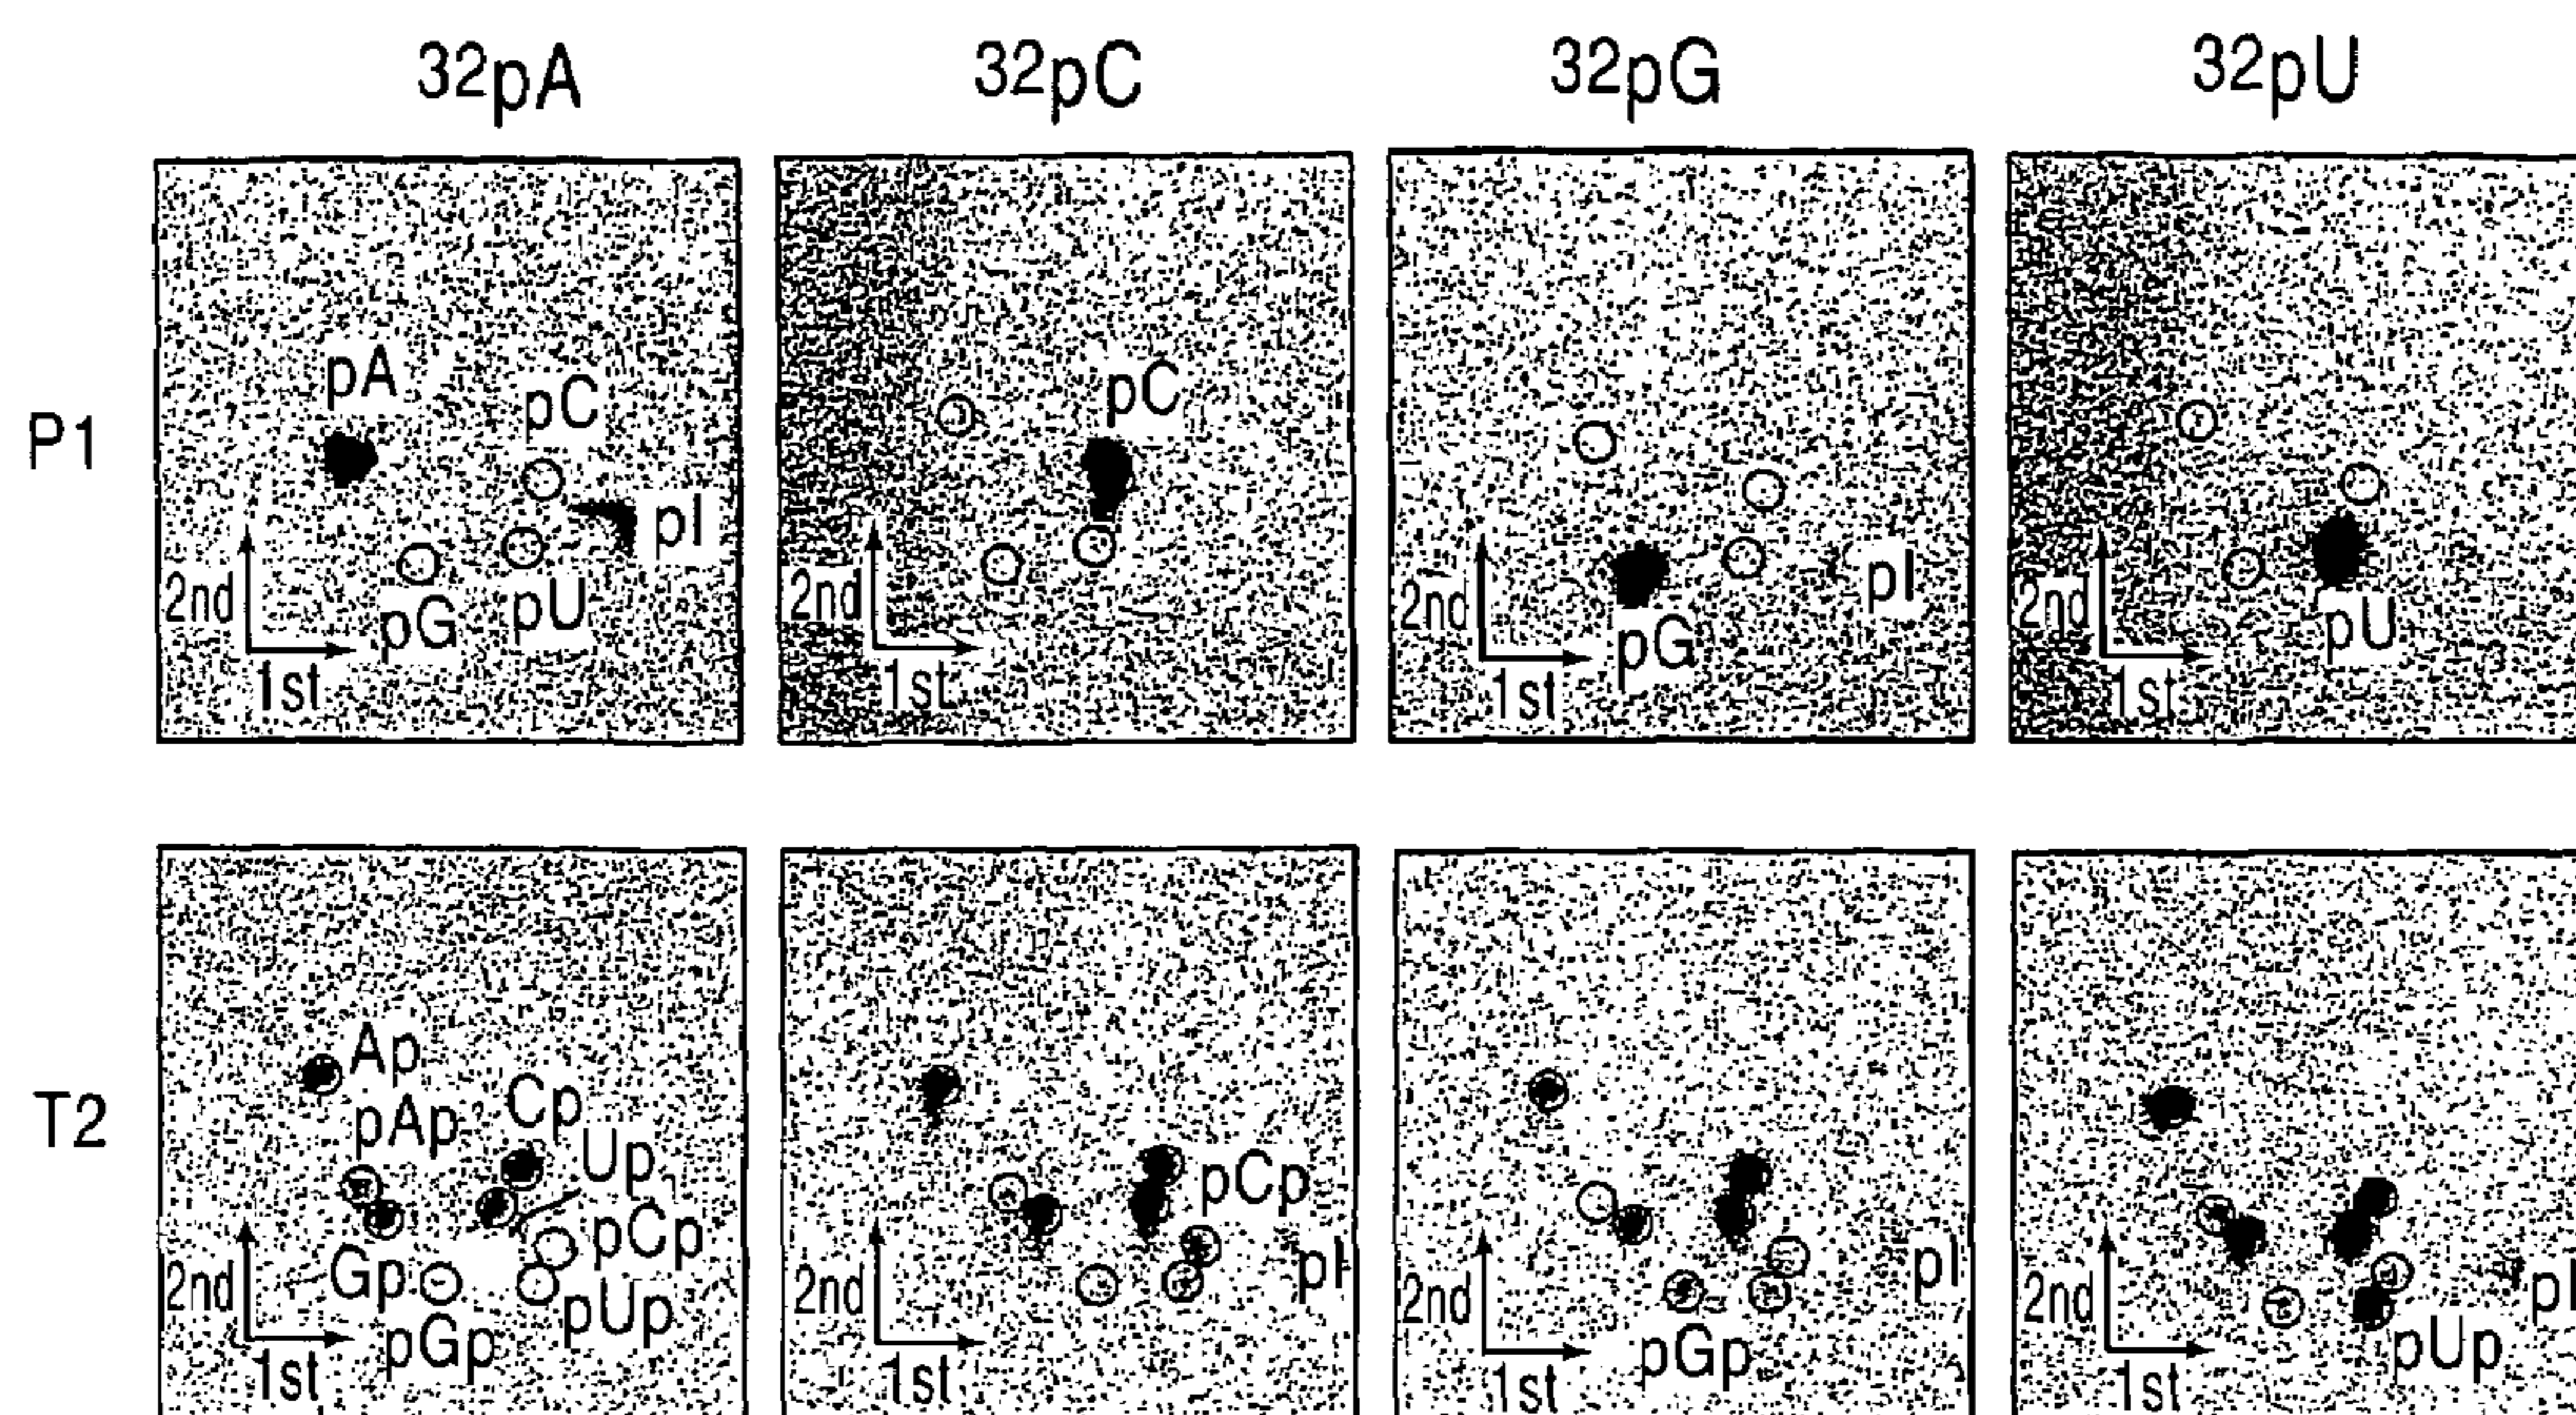 32pA 32pC 32pG 32pU
P1
pA
pC
pI
pG
pU
2nd
1st
pC
2nd
1st
pI
pG
2nd
1st
pU
2nd
1st
T2
Ap
pAp
Cp
Up
pCp
Gp
pUp
pGp
2nd
1st
pCp
pI
2nd
1st
pI
pGp
2nd
1st
pI
pUp
2nd
1st